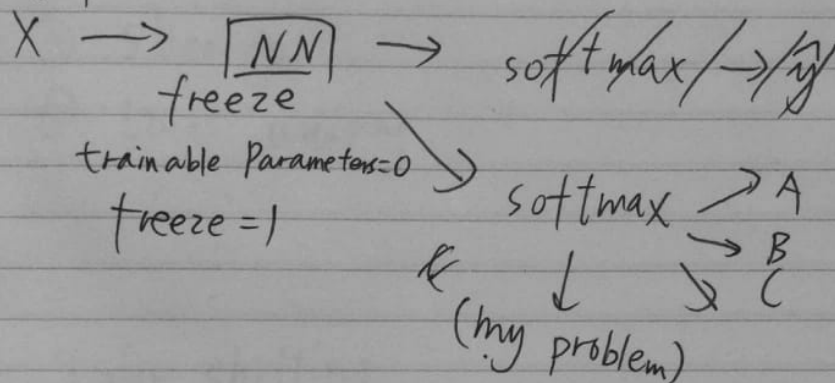 X → NN → softmax → ŷ
freeze
trainable Parameters=0
freeze=1
softmax → A
→ B
→ C
(my problem)